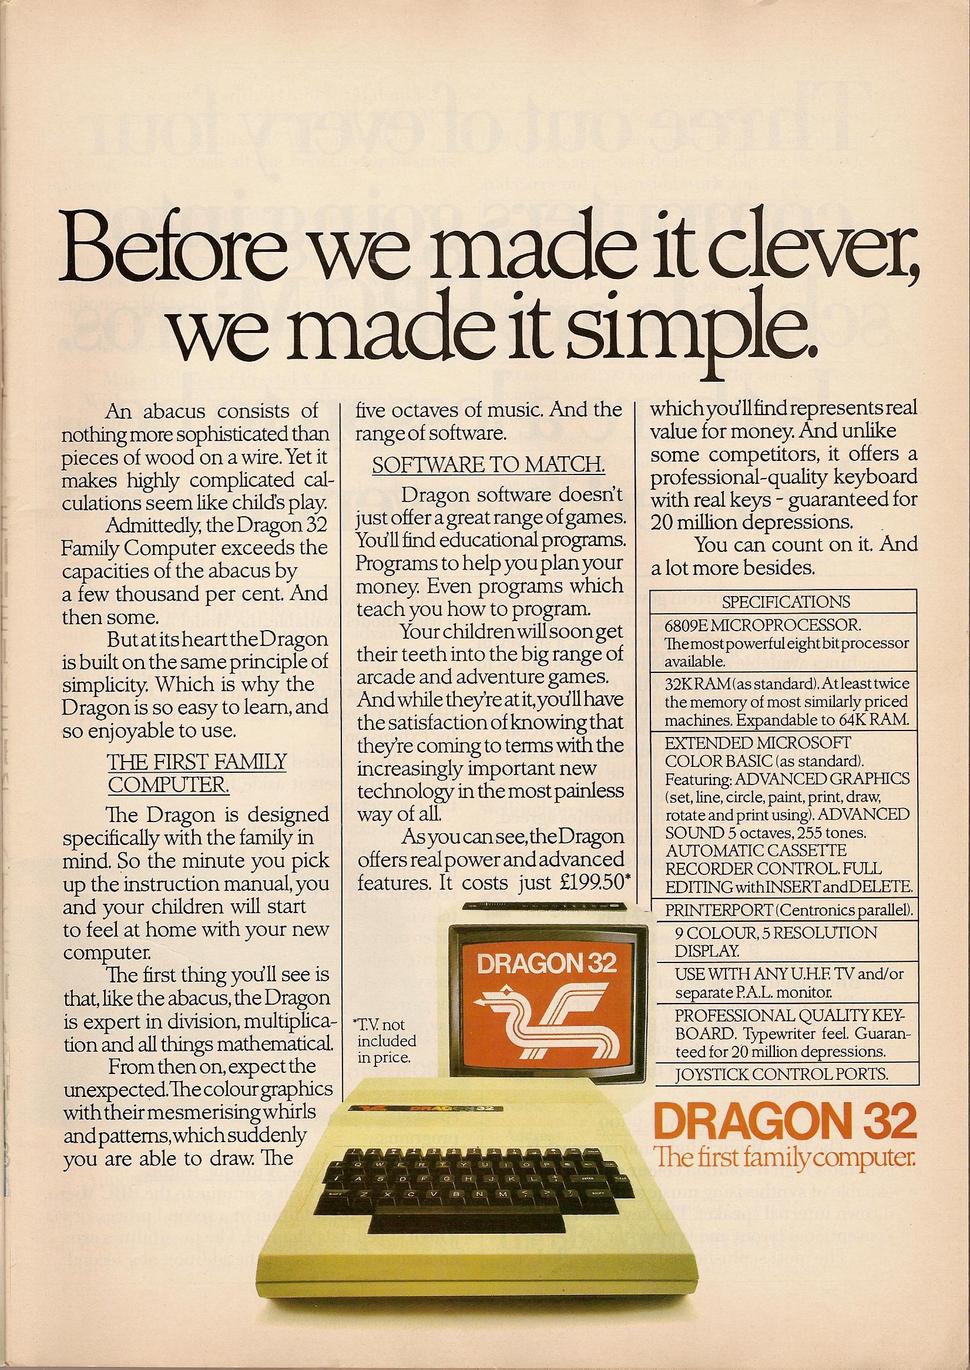 Before we made it clever,
we made it simple.
An abacus consists of
nothing more sophisticated than
pieces of wood on a wire. Yet it
makes highly complicated cal-
culations seem like child's play.
Admittedly, the Dragon 32
Family Computer exceeds the
capacities of the abacus by
a few thousand per cent. And
then some.
But at its heart the Dragon
is built on the same principle of
simplicity. Which is why the
Dragon is so easy to learn, and
so enjoyable to use.
THE FIRST FAMILY
COMPUTER.
The Dragon is designed
specifically with the family in
mind. So the minute you pick
up the instruction manual, you
and your children will start
to feel at home with your new
computer.
The first thing you'll see is
that, like the abacus, the Dragon
is expert in division, multiplica-
tion and all things mathematical.
From then on, expect the
unexpected. The colour graphics
with their mesmerising whirls
and patterns, which suddenly
you are able to draw. The
five octaves of music. And the
range of software.
SOFTWARE TO MATCH.
Dragon software doesn't
just offer a great range of games.
You'll find educational programs.
Programs to help you plan your
money. Even programs which
teach you how to program.
Your children will soon get
their teeth into the big range of
arcade and adventure games.
And while they're at it, you'll have
the satisfaction of knowing that
they're coming to terms with the
increasingly important new
technology in the most painless
way of all.
As you can see, the Dragon
offers real power and advanced
features. It costs just £199.50*
*T.V. not
included
in price.
DRAGON 32
DRAGON 32
which you'll find represents real
value for money. And unlike
some competitors, it offers a
professional-quality keyboard
with real keys - guaranteed for
20 million depressions.
You can count on it. And
a lot more besides.
SPECIFICATIONS
6809E MICROPROCESSOR.
The most powerful eight bit processor
available.
32K RAM (as standard). At least twice
the memory of most similarly priced
machines. Expandable to 64K RAM.
EXTENDED MICROSOFT
COLOR BASIC (as standard).
Featuring: ADVANCED GRAPHICS
(set, line, circle, paint, print, draw,
rotate and print using). ADVANCED
SOUND 5 octaves, 255 tones.
AUTOMATIC CASSETTE
RECORDER CONTROL. FULL
EDITING with INSERT and DELETE.
PRINTER PORT (Centronics parallel).
9 COLOUR, 5 RESOLUTION
DISPLAY.
USE WITH ANY U.H.F. TV and/or
separate P.A.L. monitor.
PROFESSIONAL QUALITY KEY-
BOARD. Typewriter feel. Guaran-
teed for 20 million depressions.
JOYSTICK CONTROL PORTS.
DRAGON 32
The first family computer.